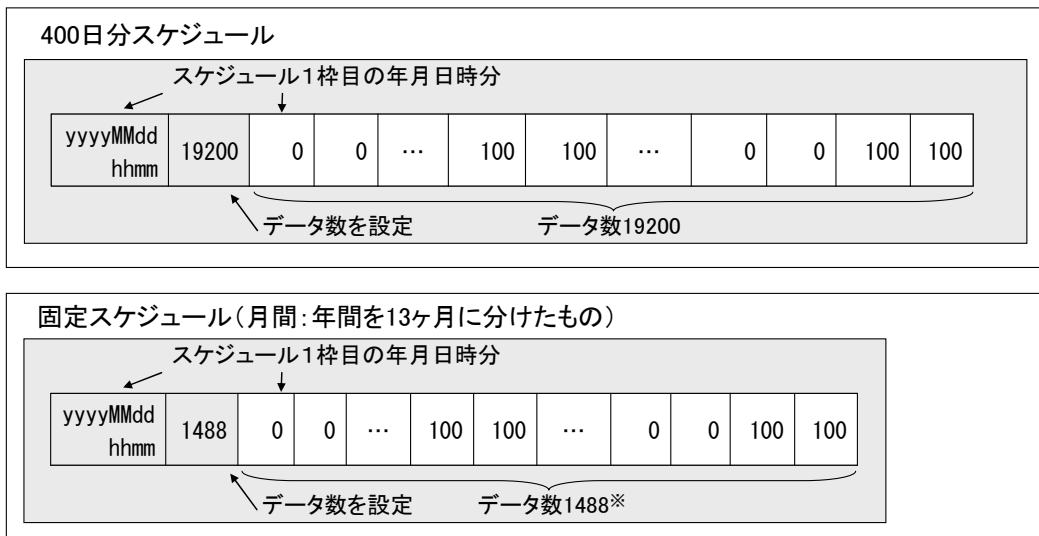 400日分スケジュール
スケジュール1枠目の年月日時分
yyyyMMdd
hhmm
19200
0
0
…
100
100
…
0
0
100
100
データ数を設定
データ数19200
固定スケジュール(月間:年間を13ヶ月に分けたもの)
スケジュール1枠目の年月日時分
yyyyMMdd
hhmm
1488
0
0
…
100
100
…
0
0
100
100
データ数を設定
データ数1488※